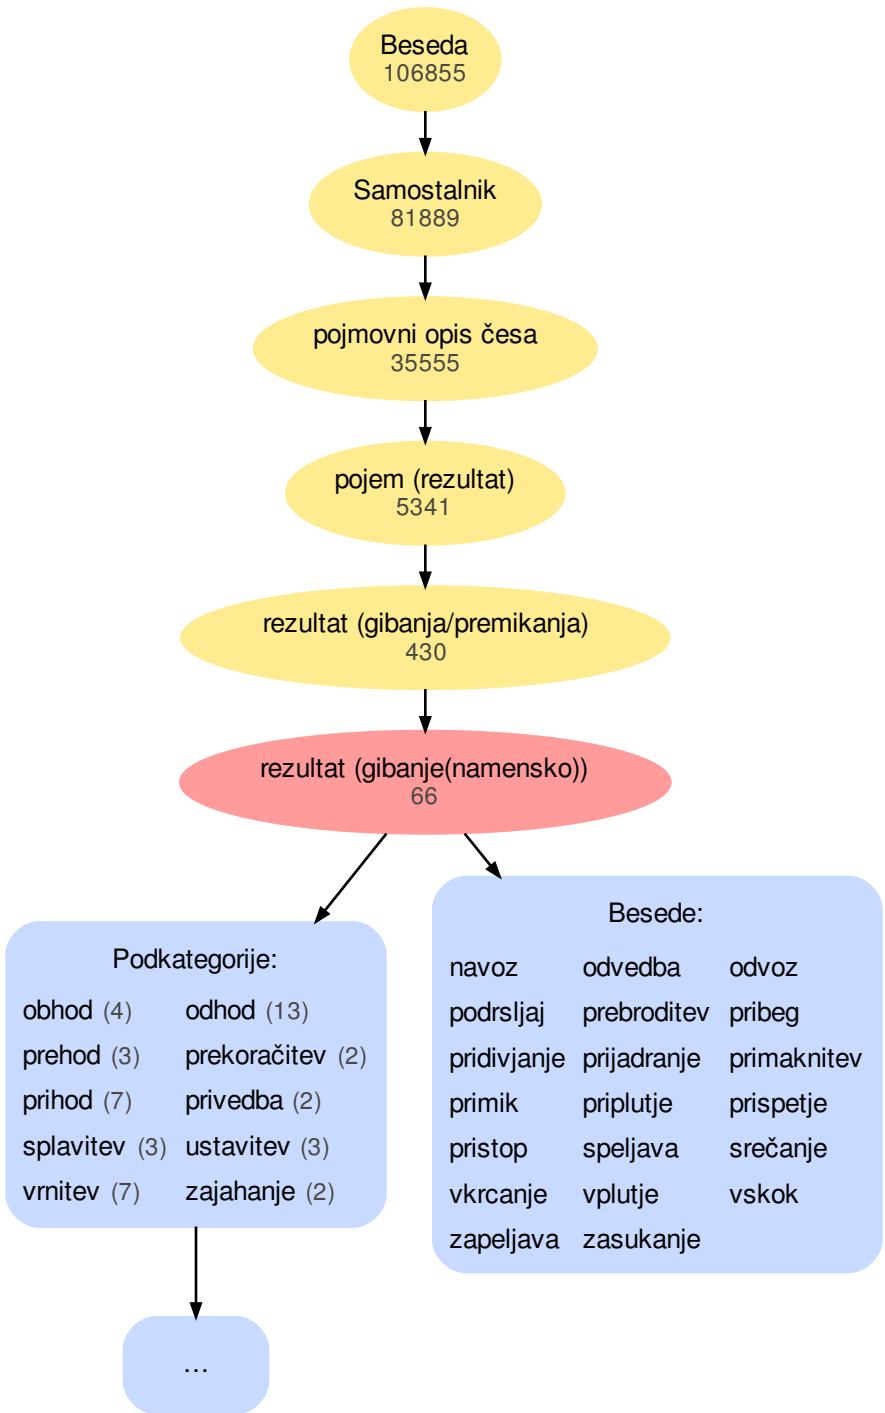 Beseda
106855
Samostalnik
81889
pojmovni opis česa
35555
pojem (rezultat)
5341
rezultat (gibanja/premikanja)
430
rezultat (gibanje(namensko))
66
Podkategorije:
obhod (4) odhod (13)
prehod (3) prekoračitev (2)
prihod (7) privedba (2)
splavitev (3) ustavitev (3)
vrnitev (7) zajahanje (2)
...
Besede:
navoz odvedba odvoz
podrsljaj prebroditev pribeg
pridivjanje prijadranje primaknitev
primik priplutje prispetje
pristop speljava srečanje
vkrcanje vplutje vskok
zapeljava zasukanje